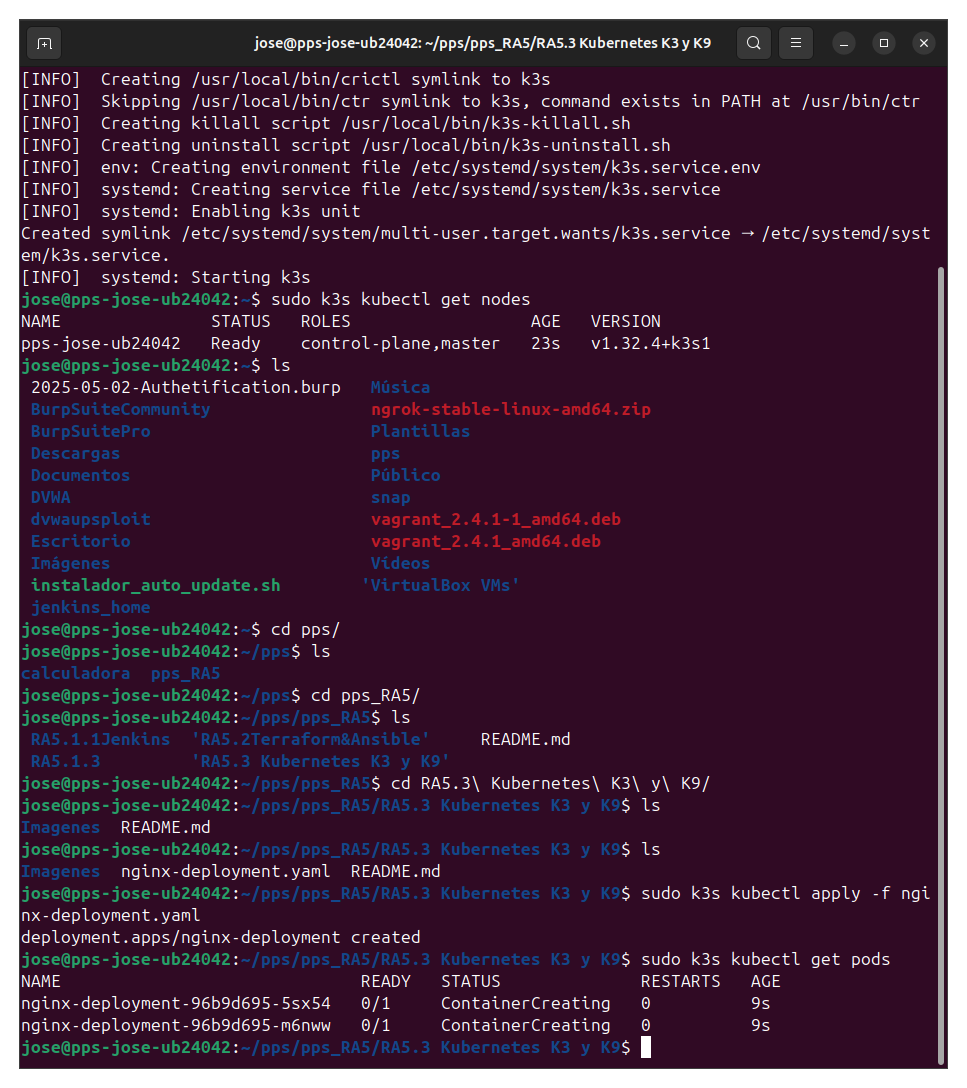 jose@pps-jose-ub24042: ~/pps/pps_RA5/RA5.3 Kubernetes K3 y K9
[INFO]  Creating /usr/local/bin/crictl symlink to k3s
[INFO]  Skipping /usr/local/bin/ctr symlink to k3s, command exists in PATH at /usr/bin/ctr
[INFO]  Creating killall script /usr/local/bin/k3s-killall.sh
[INFO]  Creating uninstall script /usr/local/bin/k3s-uninstall.sh
[INFO]  env: Creating environment file /etc/systemd/system/k3s.service.env
[INFO]  systemd: Creating service file /etc/systemd/system/k3s.service
[INFO]  systemd: Enabling k3s unit
Created symlink /etc/systemd/system/multi-user.target.wants/k3s.service → /etc/systemd/syst
em/k3s.service.
[INFO]  systemd: Starting k3s
jose@pps-jose-ub24042:~$ sudo k3s kubectl get nodes
NAME               STATUS   ROLES                  AGE   VERSION
pps-jose-ub24042   Ready    control-plane,master   23s   v1.32.4+k3s1
jose@pps-jose-ub24042:~$ ls
 2025-05-02-Authetification.burp   Música
 BurpSuiteCommunity                ngrok-stable-linux-amd64.zip
 BurpSuitePro                      Plantillas
 Descargas                         pps
 Documentos                        Público
 DVWA                              snap
 dvwaupsploit                      vagrant_2.4.1-1_amd64.deb
 Escritorio                        vagrant_2.4.1_amd64.deb
 Imágenes                          Vídeos
 instalador_auto_update.sh        'VirtualBox VMs'
 jenkins_home
jose@pps-jose-ub24042:~$ cd pps/
jose@pps-jose-ub24042:~/pps$ ls
calculadora  pps_RA5
jose@pps-jose-ub24042:~/pps$ cd pps_RA5/
jose@pps-jose-ub24042:~/pps/pps_RA5$ ls
 RA5.1.1Jenkins  'RA5.2Terraform&Ansible'     README.md
 RA5.1.3         'RA5.3 Kubernetes K3 y K9'
jose@pps-jose-ub24042:~/pps/pps_RA5$ cd RA5.3\ Kubernetes\ K3\ y\ K9/
jose@pps-jose-ub24042:~/pps/pps_RA5/RA5.3 Kubernetes K3 y K9$ ls
Imagenes  README.md
jose@pps-jose-ub24042:~/pps/pps_RA5/RA5.3 Kubernetes K3 y K9$ ls
Imagenes  nginx-deployment.yaml  README.md
jose@pps-jose-ub24042:~/pps/pps_RA5/RA5.3 Kubernetes K3 y K9$ sudo k3s kubectl apply -f ngi
nx-deployment.yaml
deployment.apps/nginx-deployment created
jose@pps-jose-ub24042:~/pps/pps_RA5/RA5.3 Kubernetes K3 y K9$ sudo k3s kubectl get pods
NAME                              READY   STATUS              RESTARTS   AGE
nginx-deployment-96b9d695-5sx54   0/1     ContainerCreating   0          9s
nginx-deployment-96b9d695-m6nww   0/1     ContainerCreating   0          9s
jose@pps-jose-ub24042:~/pps/pps_RA5/RA5.3 Kubernetes K3 y K9$